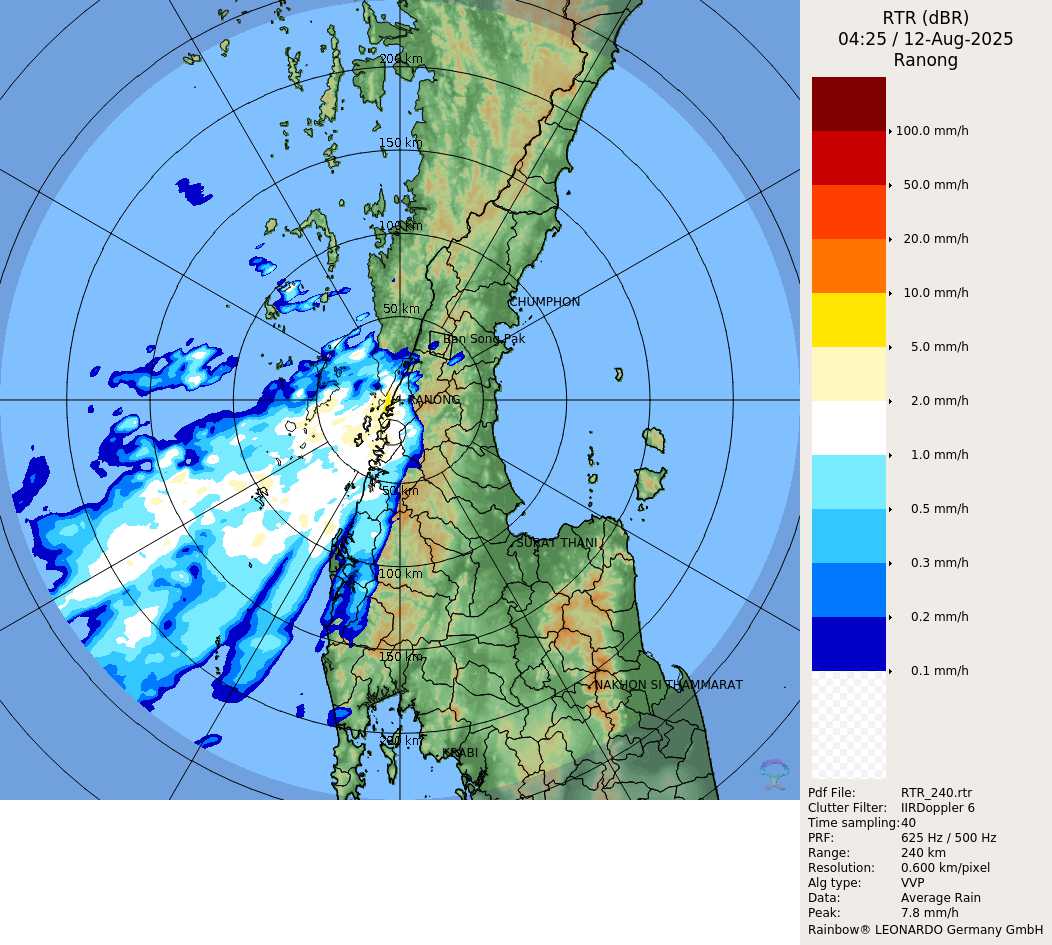 RTR (dBR)
04:25 / 12-Aug-2025
Ranong
200 km
150 km
100 km
50 km
CHUMPHON
Ban Song Pak
RANONG
50 km
SURAT THANI
100 km
150 km
NAKHON SI THAMMARAT
200 km
KRABI
100.0 mm/h
50.0 mm/h
20.0 mm/h
10.0 mm/h
5.0 mm/h
2.0 mm/h
1.0 mm/h
0.5 mm/h
0.3 mm/h
0.2 mm/h
0.1 mm/h
Pdf File: RTR_240.rtr
Clutter Filter: IIRDoppler 6
Time sampling: 40
PRF: 625 Hz / 500 Hz
Range: 240 km
Resolution: 0.600 km/pixel
Alg type: VVP
Data: Average Rain
Peak: 7.8 mm/h
Rainbow® LEONARDO Germany GmbH